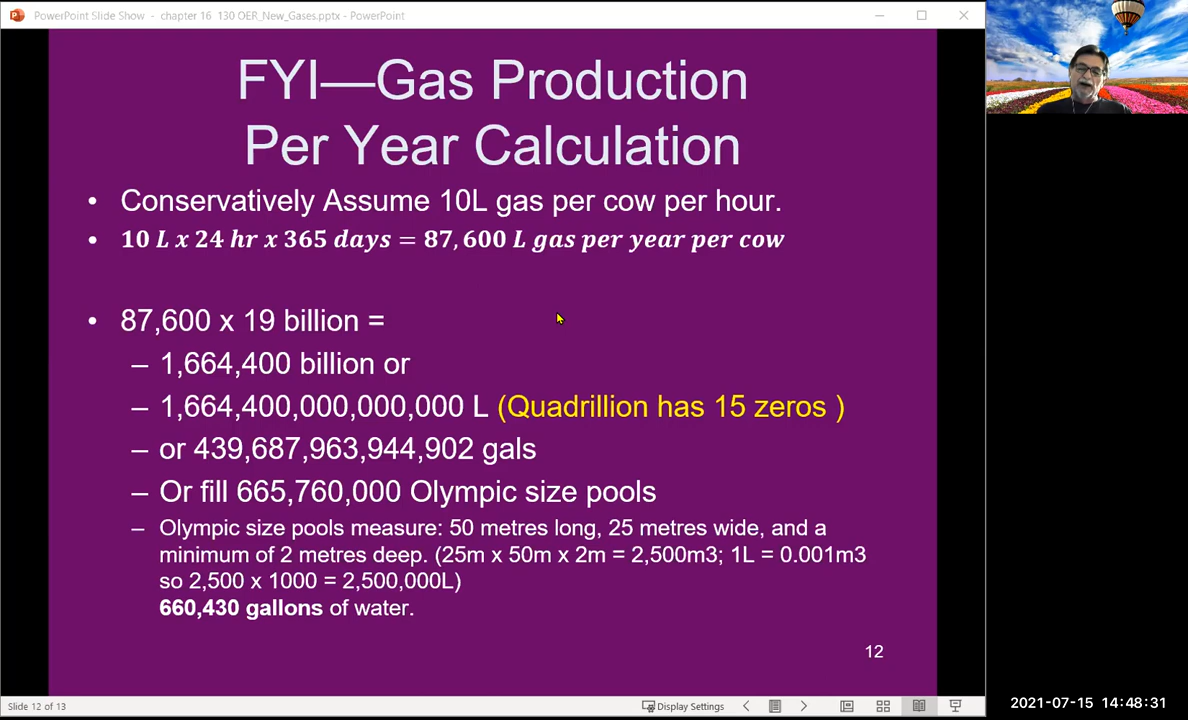 PowerPoint Slide Show - chapter 16 130 OER_New_Gases.pptx - PowerPoint
FYI—Gas Production
Per Year Calculation
• Conservatively Assume 10L gas per cow per hour.
• 10 L x 24 hr x 365 days = 87,600 L gas per year per cow
• 87,600 x 19 billion =
– 1,664,400 billion or
– 1,664,400,000,000,000 L (Quadrillion has 15 zeros )
– or 439,687,963,944,902 gals
– Or fill 665,760,000 Olympic size pools
– Olympic size pools measure: 50 metres long, 25 metres wide, and a
minimum of 2 metres deep. (25m x 50m x 2m = 2,500m3; 1L = 0.001m3
so 2,500 x 1000 = 2,500,000L)
660,430 gallons of water.
12
Slide 12 of 13
Display Settings
2021-07-15 14:48:31